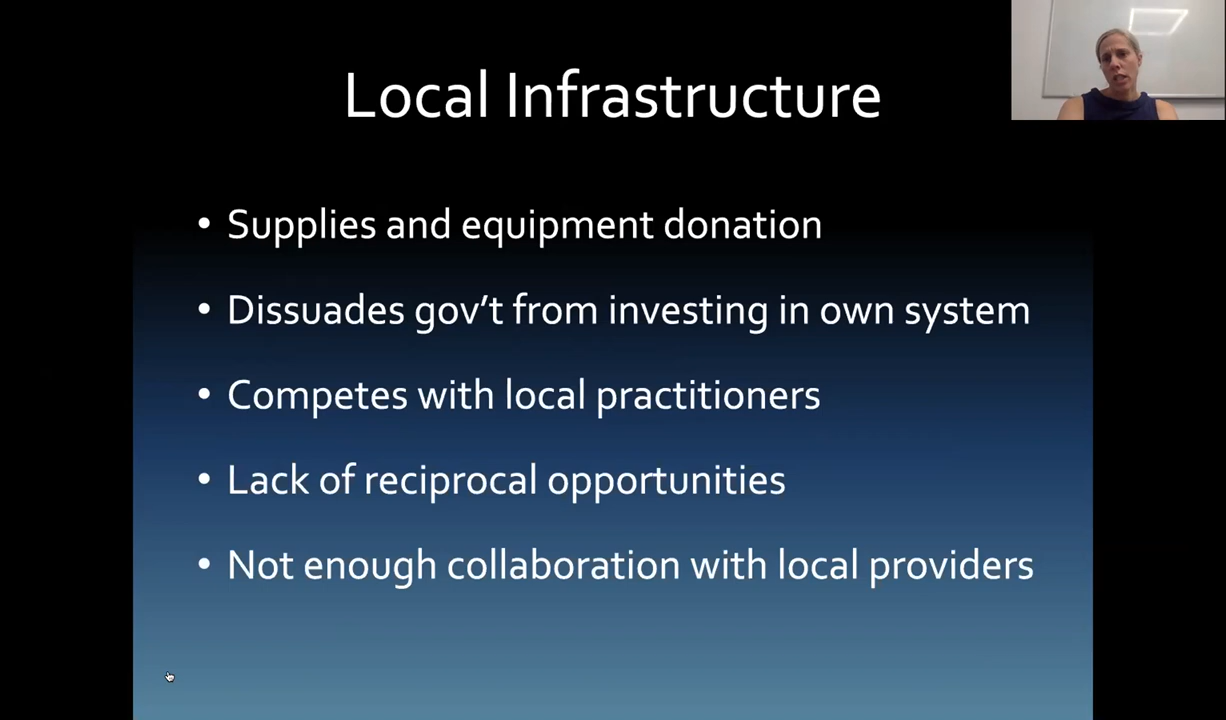 Local Infrastructure
• Supplies and equipment donation
• Dissuades gov’t from investing in own system
• Competes with local practitioners
• Lack of reciprocal opportunities
• Not enough collaboration with local providers